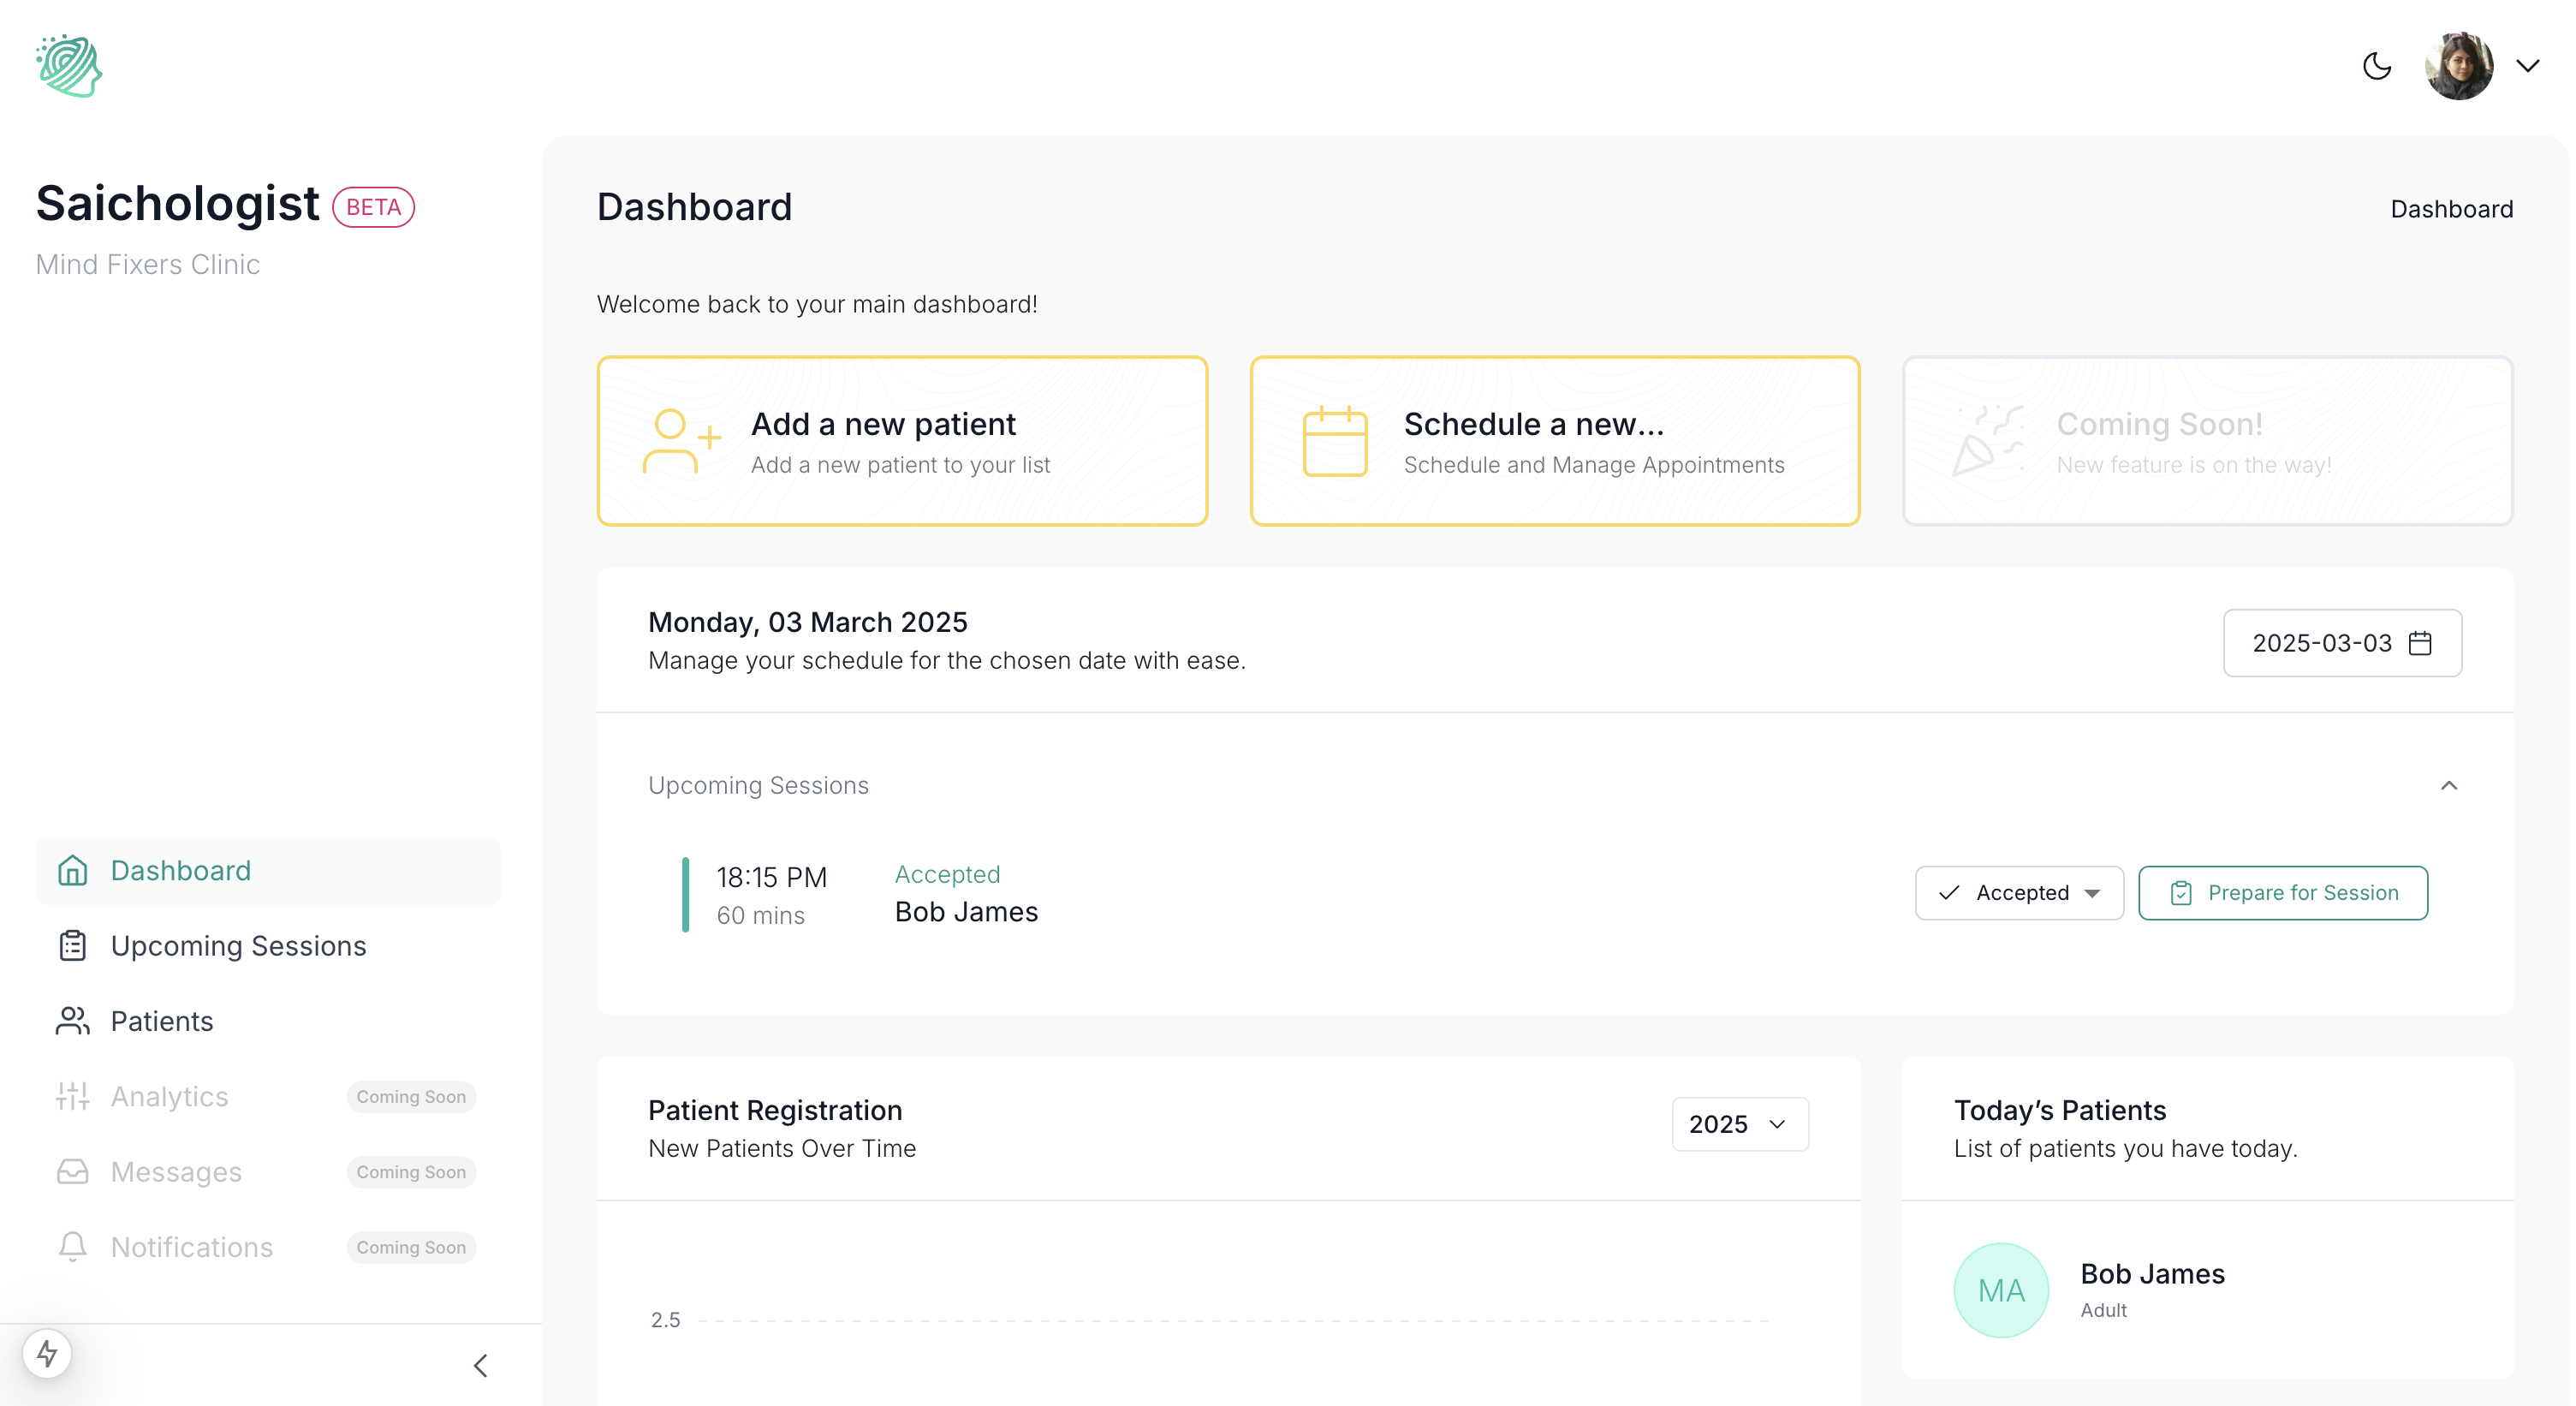 Saichologist BETA
Mind Fixers Clinic
Dashboard
Upcoming Sessions
Patients
Analytics Coming Soon
Messages Coming Soon
Notifications Coming Soon
Dashboard
Dashboard
Welcome back to your main dashboard!
Add a new patient
Add a new patient to your list
Schedule a new...
Schedule and Manage Appointments
Coming Soon!
New feature is on the way!
Monday, 03 March 2025
Manage your schedule for the chosen date with ease.
2025-03-03
Upcoming Sessions
18:15 PM
60 mins
Accepted
Bob James
Accepted
Prepare for Session
Patient Registration
New Patients Over Time
2025
2.5
Today’s Patients
List of patients you have today.
MA
Bob James
Adult